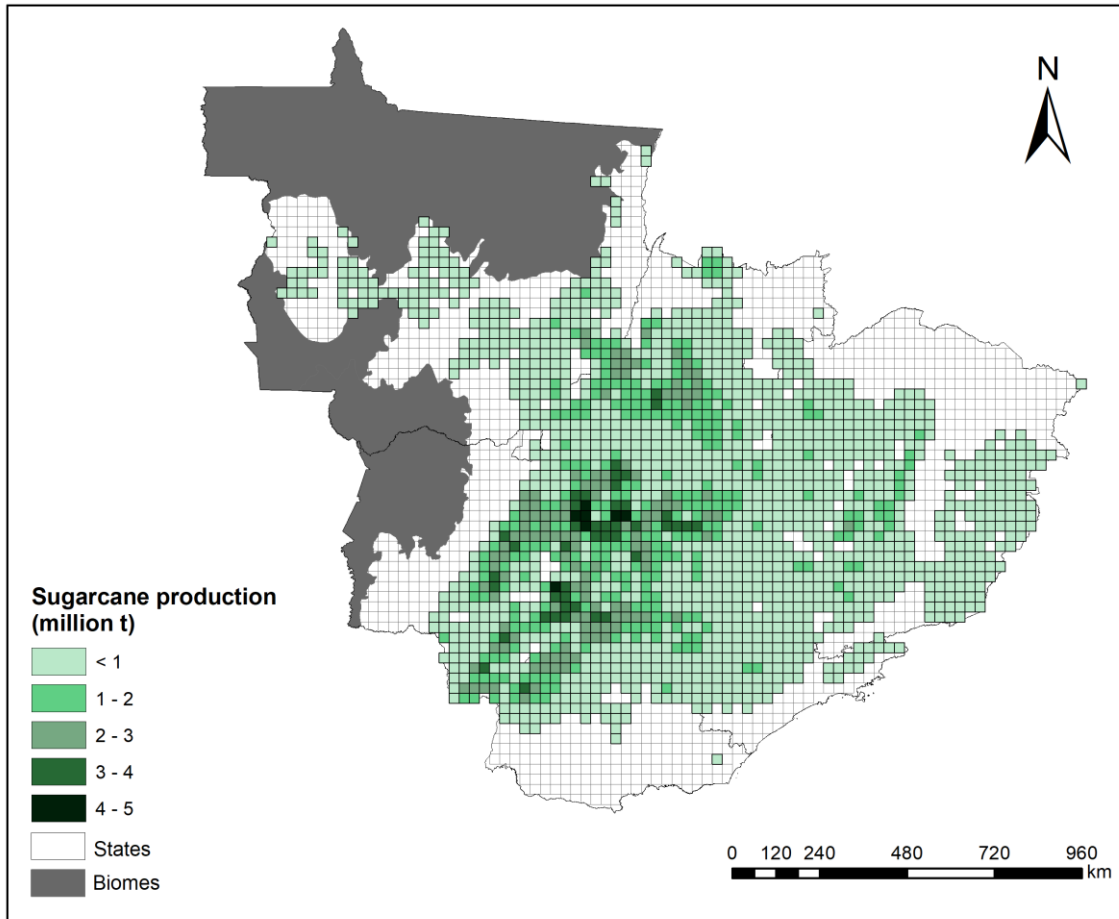 N
Sugarcane production
(million t)
< 1
1 - 2
2 - 3
3 - 4
4 - 5
States
Biomes
0 120 240 480 720 960
km